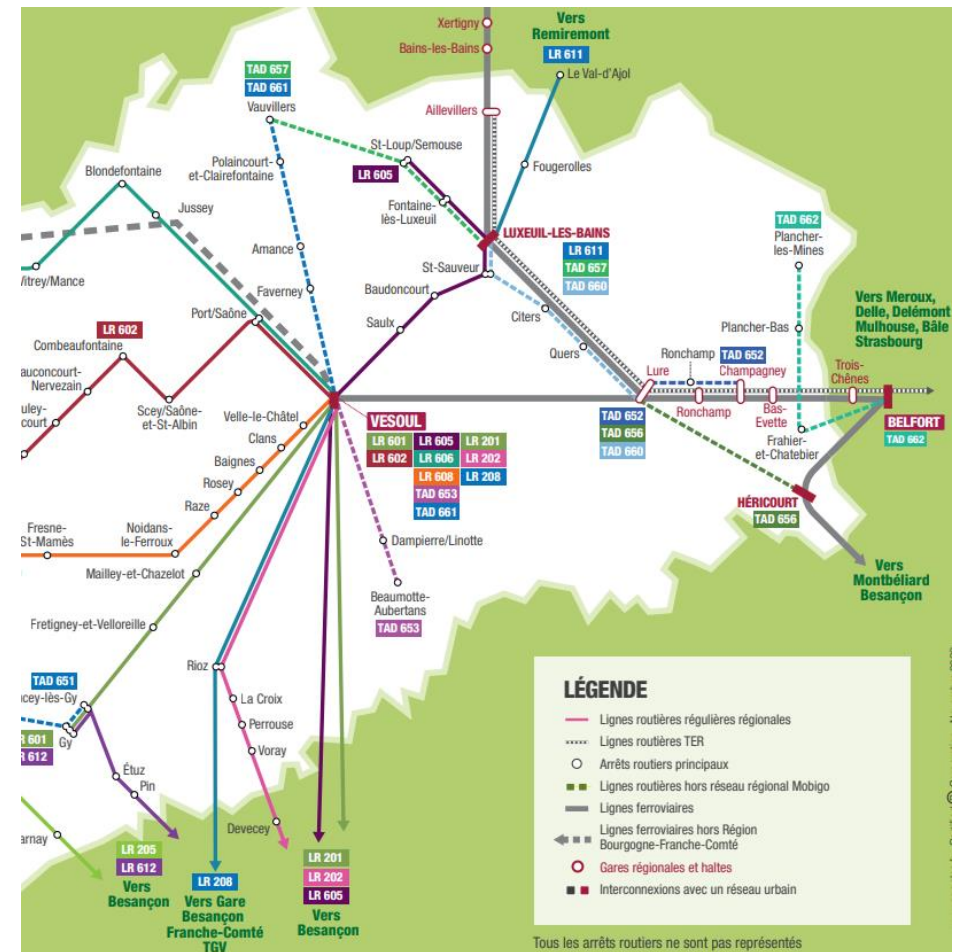 Xertigny
Bains-les-Bains
Aillevillers
Vers
Remiremont
LR 611
Le Val-d'Ajol
Fougerolles
TAD 657
TAD 661
Vauvillers
Polaincourt-
et-Clairefontaine
Amance
Faverney
St-Loup/Semouse
LR 605
Fontaine-
lès-Luxeuil
LUXEUIL-LES-BAINS
LR 611
TAD 657
TAD 660
St-Sauveur
Baudoncourt
Saulx
Citers
Quers
Blondefontaine
Jussey
Vitrey/Mance
Port/Saône
LR 602
Combeaufontaine
Nervezain
Scey/Saône-
et-St-Albin
TAD 662
Plancher-
les-Mines
Plancher-Bas
Vers Meroux,
Delle, Delémont
Mulhouse, Bâle
Strasbourg
Lure
Ronchamp
TAD 652
Champagney
Ronchamp
Bas-
Evette
Trois-
Chênes
TAD 652
TAD 656
TAD 660
Frahier-
et-Chatebier
BELFORT
TAD 662
HÉRICOURT
TAD 656
Vers
Montbéliard
Besançon
VESOUL
LR 601 LR 605 LR 201
LR 602 LR 606 LR 202
LR 608 LR 208
TAD 653
TAD 661
Velle-le-Châtel
Clans
Baignes
Rosey
Raze
Noidans-
le-Ferroux
Fresne-
St-Mamès
Mailley-et-Chazelot
Fretigney-et-Velloreille
Dampierre/Linotte
Beaumotte-
Aubertans
TAD 653
TAD 651
Gy
601
LR 612
Étuz
Pin
Rioz
La Croix
Perrouse
Voray
Devecey
LR 205
LR 612
Vers
Besançon
LR 208
Vers Gare
Besançon
Franche-Comté
TGV
LR 201
LR 202
LR 605
Vers
Besançon
LÉGENDE
Lignes routières régulières régionales
Lignes routières TER
Arrêts routiers principaux
Lignes routières hors réseau régional Mobigo
Lignes ferroviaires
Lignes ferroviaires hors Région
Bourgogne-Franche-Comté
Gares régionales et haltes
Interconnexions avec un réseau urbain
Tous les arrêts routiers ne sont pas représentés